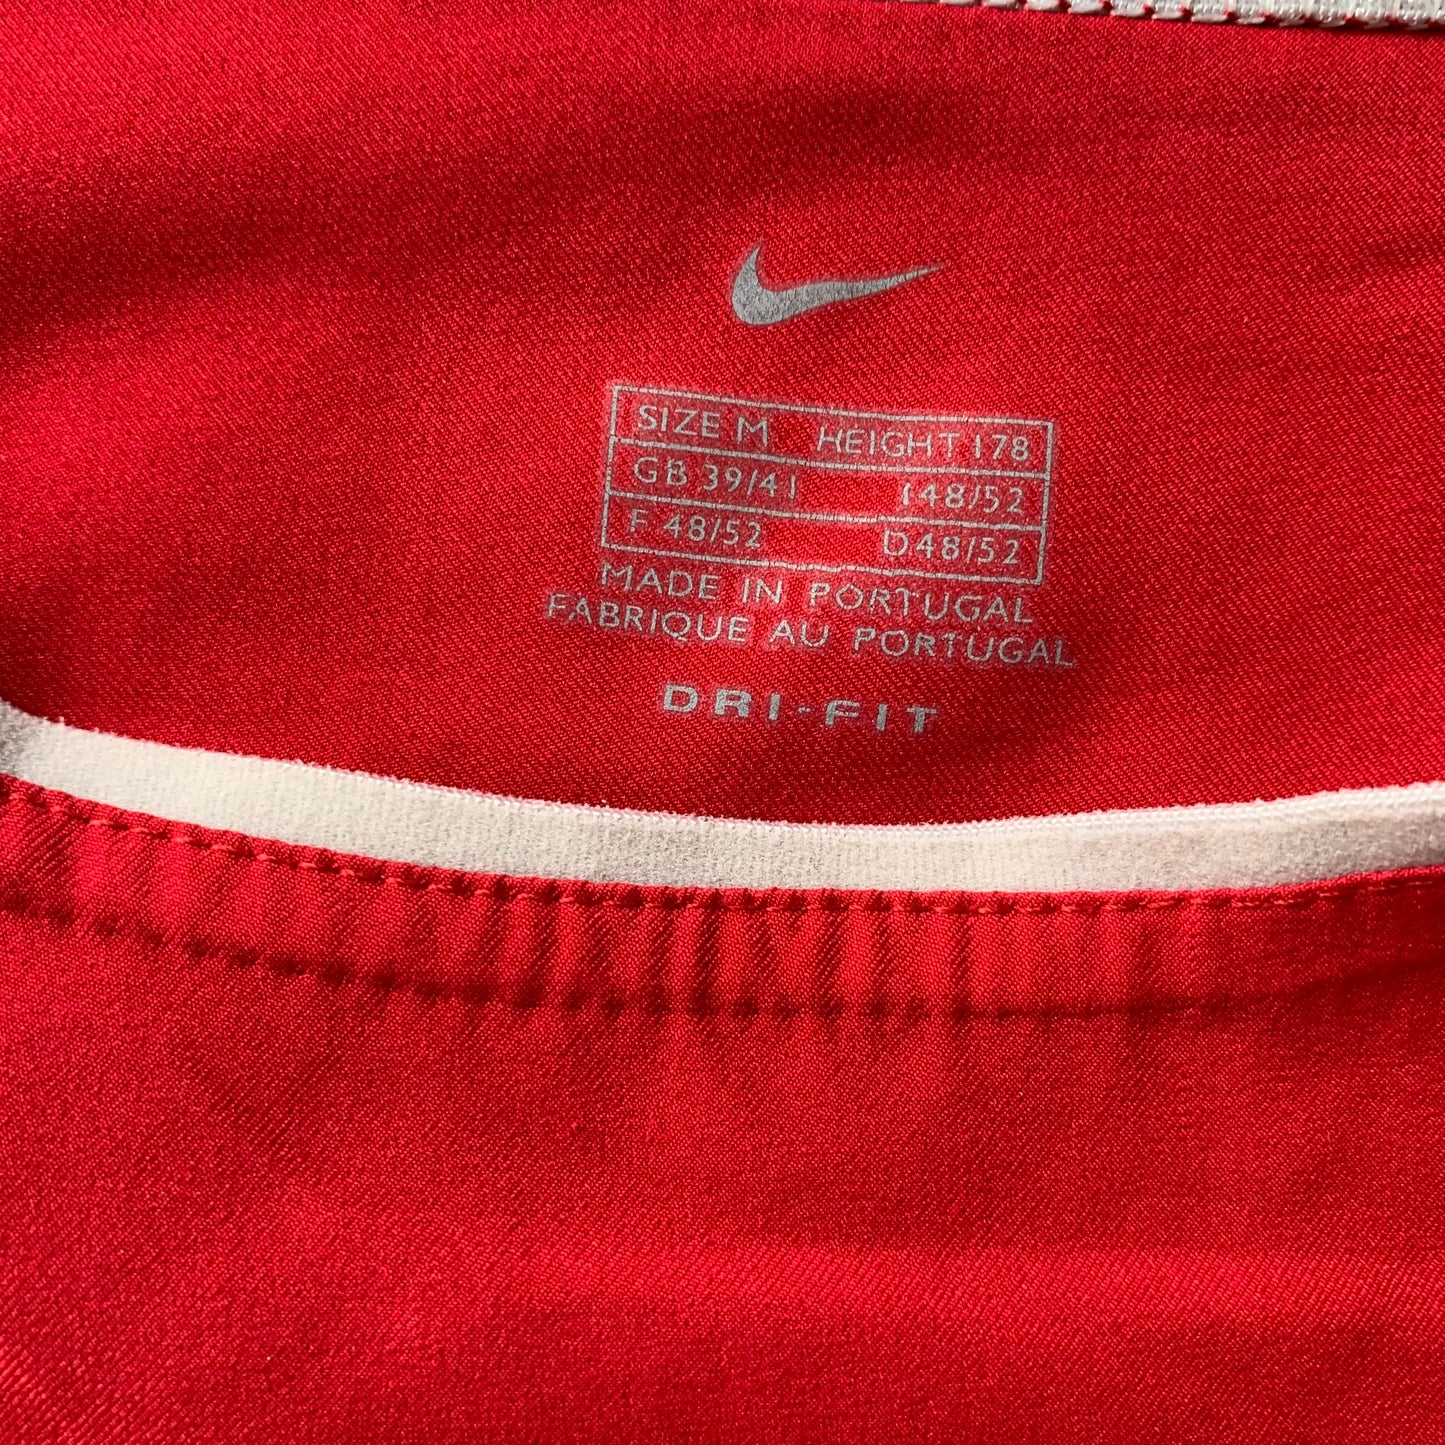 SIZE M HEIGHT 178
GB 39/41 I 48/52
F 48/52 D 48/52
MADE IN PORTUGAL
FABRIQUE AU PORTUGAL
DRI-FIT